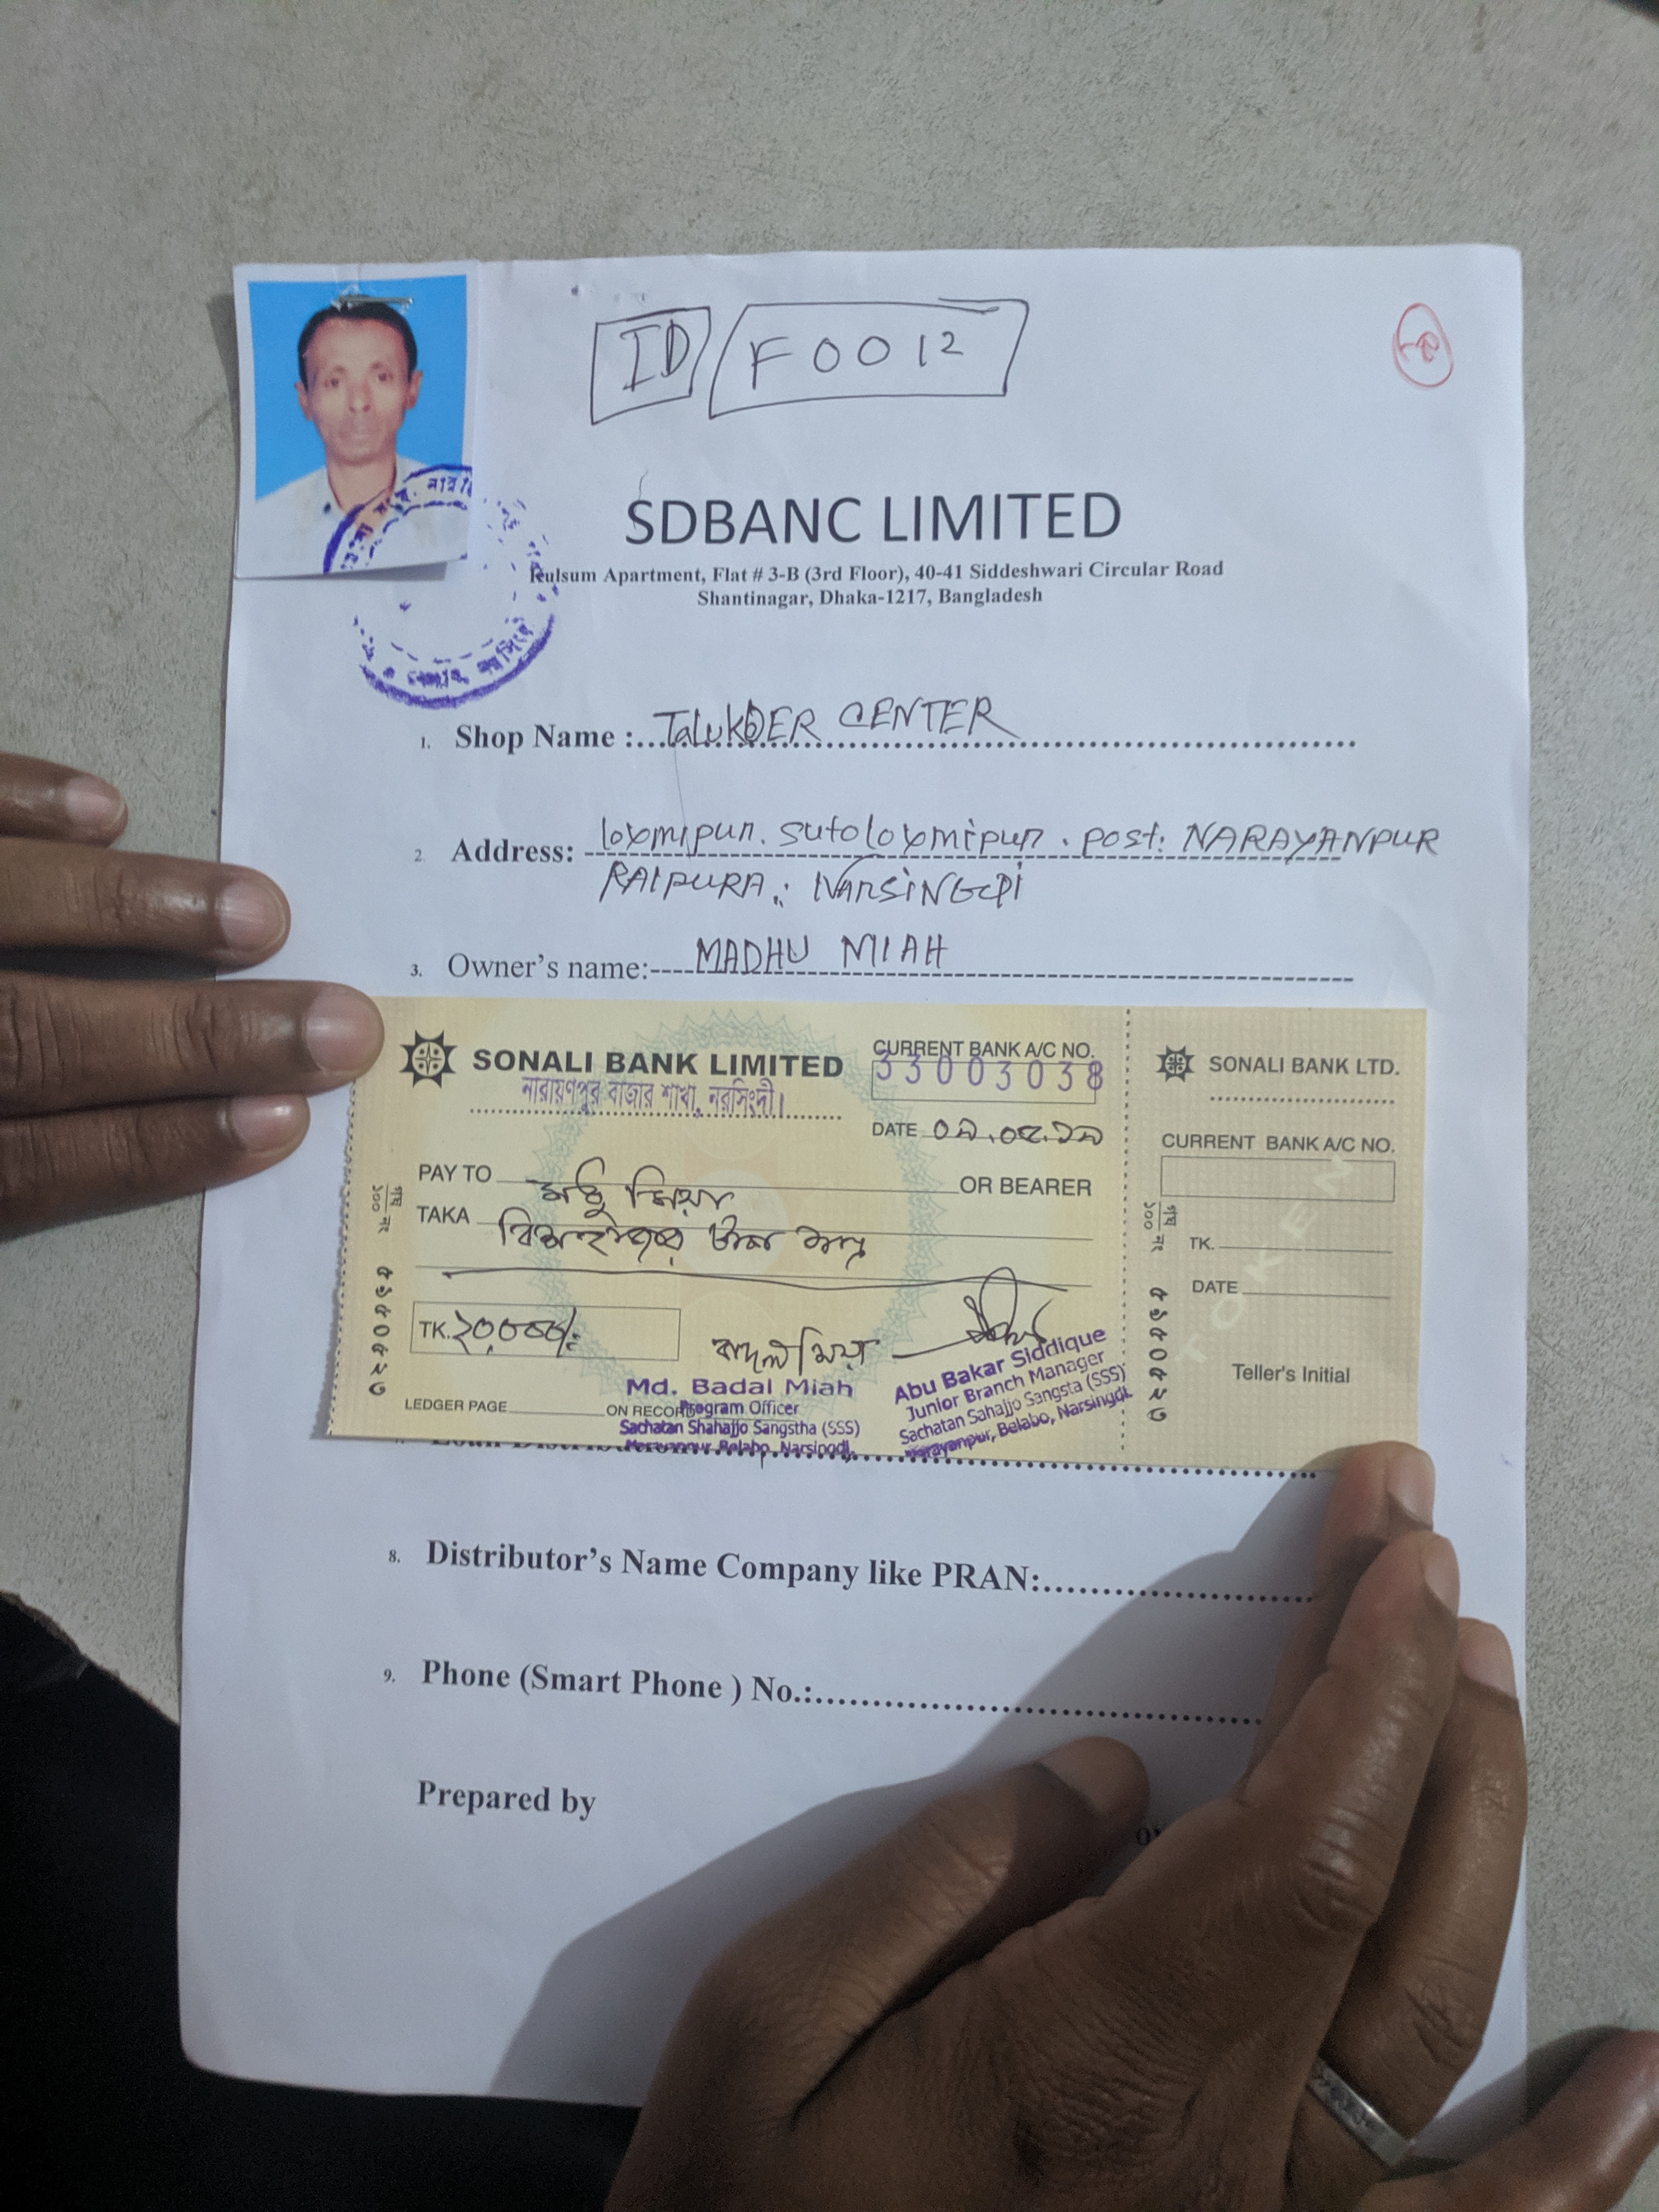 ID F0012
SDBANC LIMITED
Kulsum Apartment, Flat # 3-B (3rd Floor), 40-41 Siddeshwari Circular Road
Shantinagar, Dhaka-1217, Bangladesh
1. Shop Name : TaLUKDER CENTER
2 Address: loxmipur. sutoloxmipur. post: NARAYANPUR
RAIPURA, NarsiNGdi
3. Owner's name: MADHU MIAH
SONALI BANK LIMITED
নারায়ণপুর বাজার শাখা, নরসিংদী।
CURRENT BANK A/C NO.
33003038
DATE
PAY TO মধু মিয়া OR BEARER
TAKA বিশ হাজার টাকা মাত্র
TK. ২০,০০০/=
বাদল মিয়া
Md. Badal Miah
Program Officer
Sachatan Shahajjo Sangstha (SSS)
Narayanpur, Belabo, Narsingdi.
Abu Bakar Siddique
Junior Branch Manager
Sachatan Sahajjo Sangsta (SSS)
Narayanpur, Belabo, Narsingdi.
LEDGER PAGE ON RECORD
৫১৫০৫২৩
SONALI BANK LTD.
CURRENT BANK A/C NO.
TK.
DATE
TOKEN
Teller's Initial
৫১৫০৫২৩
8. Distributor's Name Company like PRAN:
9. Phone (Smart Phone ) No.:
Prepared by